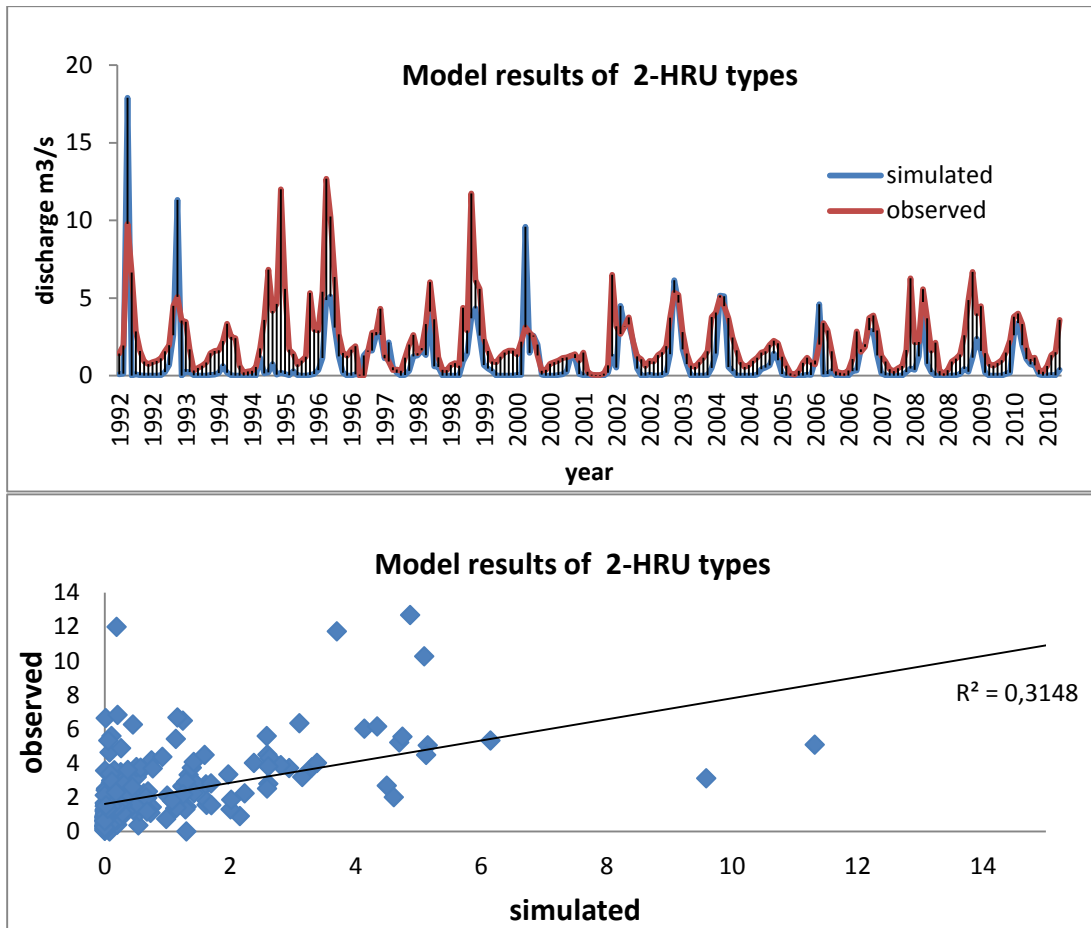 Model results of 2-HRU types
20
15
10
5
0
discharge m3/s
simulated
observed
1992 1992 1993 1994 1994 1995 1996 1997 1998 1998 1999 2000 2000 2001 2002 2002 2003 2004 2004 2005 2006 2006 2007 2008 2008 2009 2010 2010
year
Model results of 2-HRU types
14
12
10
8
6
4
2
0
observed
R² = 0,3148
0 2 4 6 8 10 12 14
simulated